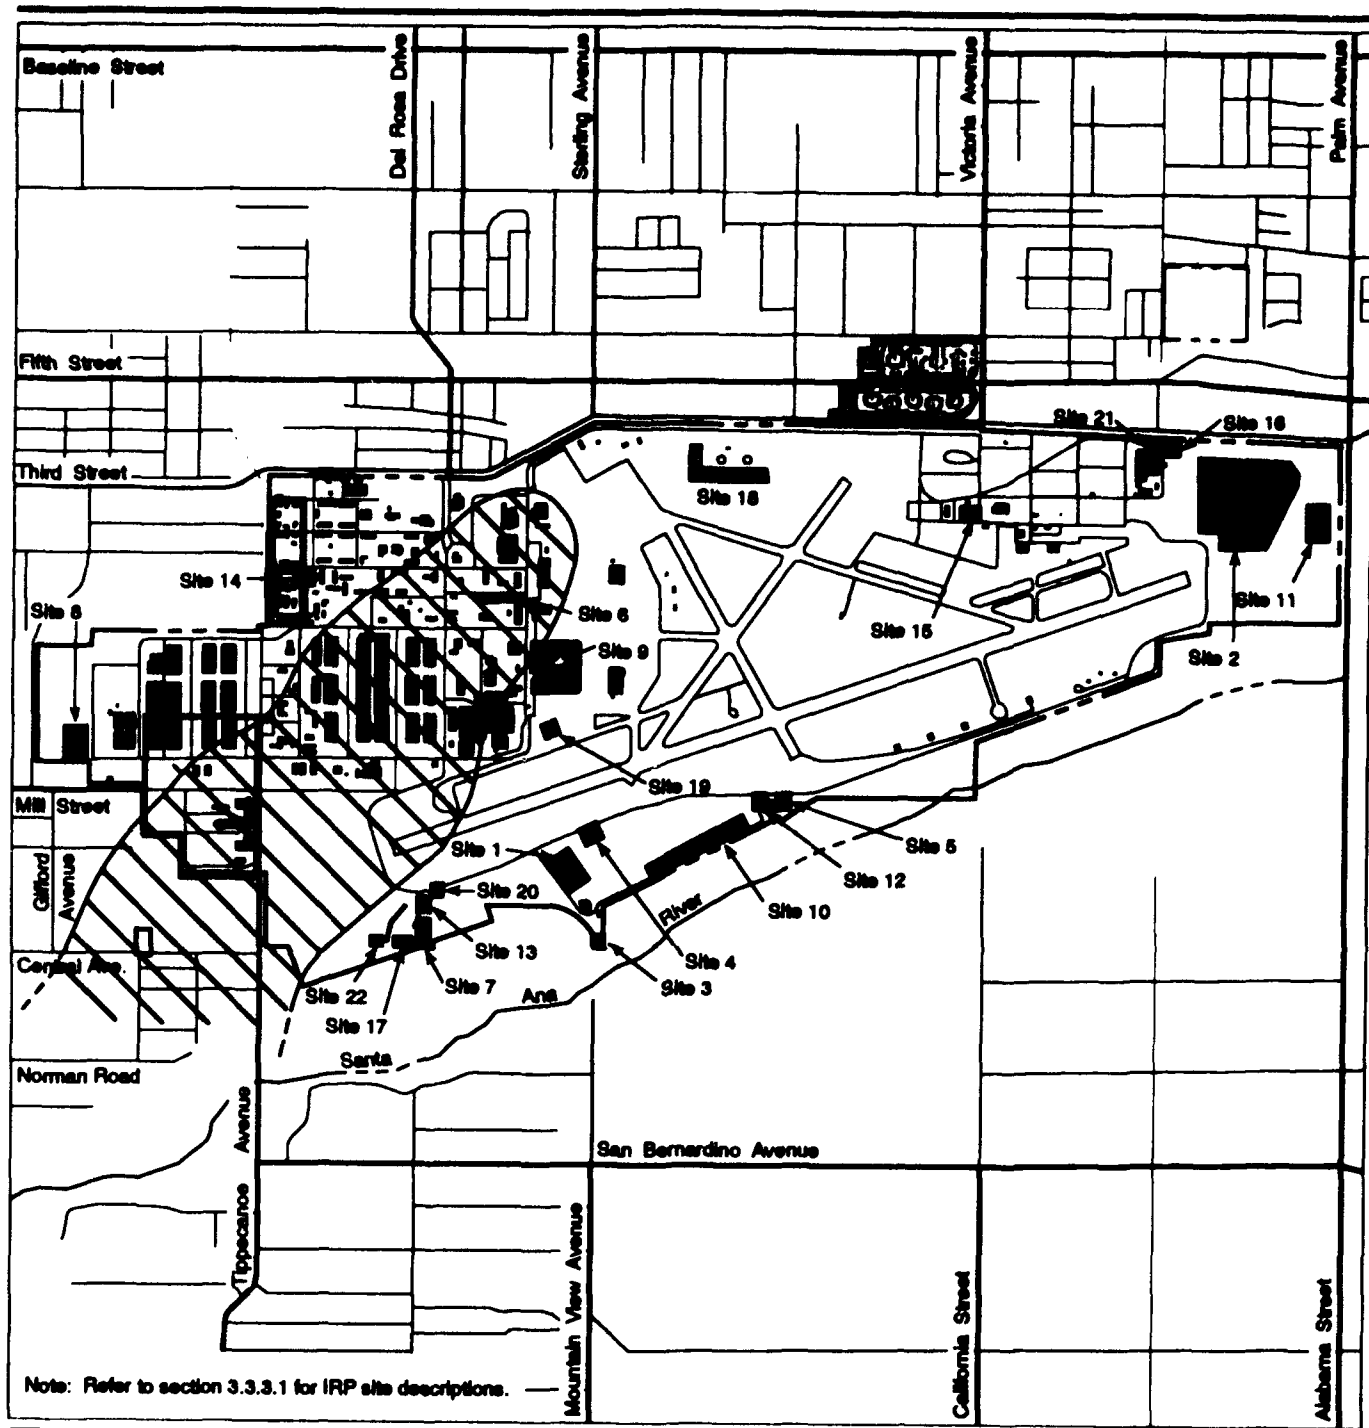 Baseline Street
Del Rosa Drive
Sterling Avenue
Victoria Avenue
Palm Avenue
Fifth Street
Third Street
Site 21
Site 16
Site 18
Site 14
Site 8
Site 6
Site 15
Site 11
Site 9
Site 2
Site 19
Mill Street
Site 1
Site 5
Gifford Avenue
Site 20
Site 12
River
Site 10
Site 13
Central Ave.
Site 4
Site 22
Site 7
Ana
Site 3
Site 17
Santa
Norman Road
Tippecanoe Avenue
San Bernardino Avenue
Mountain View Avenue
California Street
Alabama Street
Note: Refer to section 3.3.3.1 for IRP site descriptions.